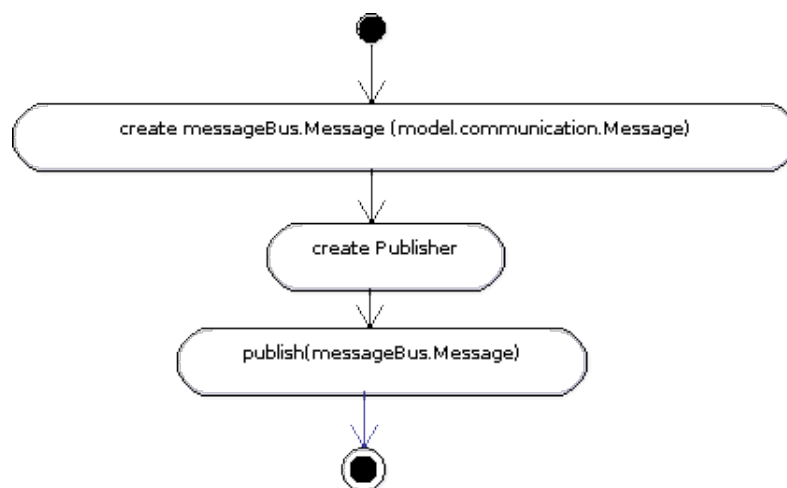 create messageBus.Message (model.communication.Message)
create Publisher
publish(messageBus.Message)